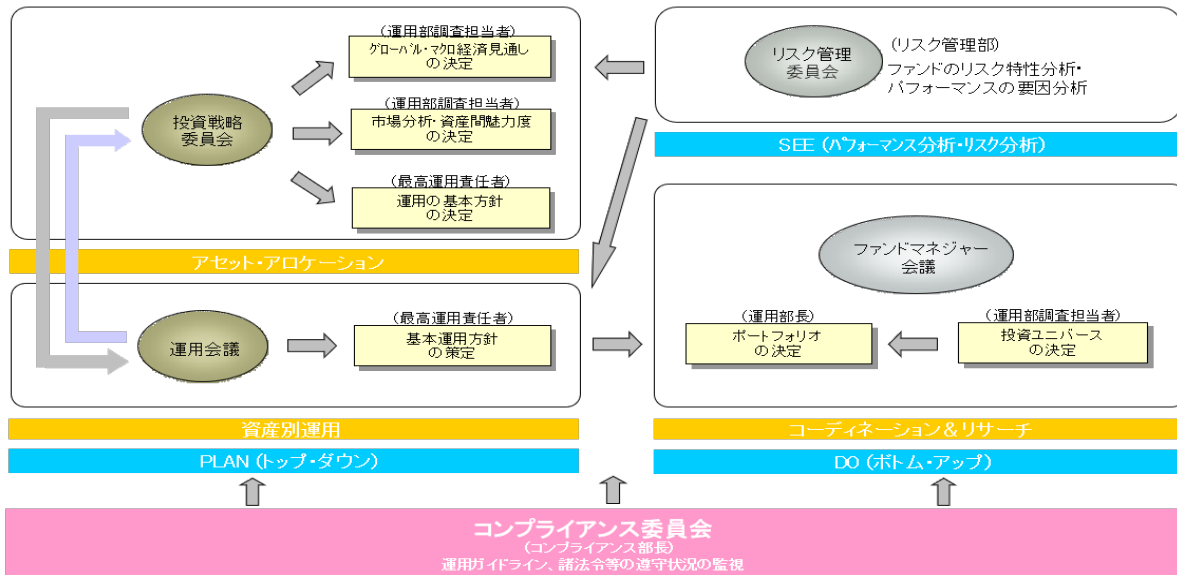 (運用部調査担当者)
グローバル・マクロ経済見通し
の決定
投資戦略
委員会
(運用部調査担当者)
市場分析・資産間魅力度
の決定
(最高運用責任者)
運用の基本方針
の決定
アセット・アロケーション
リスク管理
委員会
(リスク管理部)
ファンドのリスク特性分析・
パフォーマンスの要因分析
SEE (パフォーマンス分析・リスク分析)
運用会議
(最高運用責任者)
基本運用方針
の策定
資産別運用
PLAN (トップ・ダウン)
ファンドマネジャー
会議
(運用部長)
ポートフォリオ
の決定
(運用部調査担当者)
投資ユニバース
の決定
コーディネーション&リサーチ
DO (ボトム・アップ)
コンプライアンス委員会
(コンプライアンス部長)
運用ガイドライン、諸法令等の遵守状況の監視